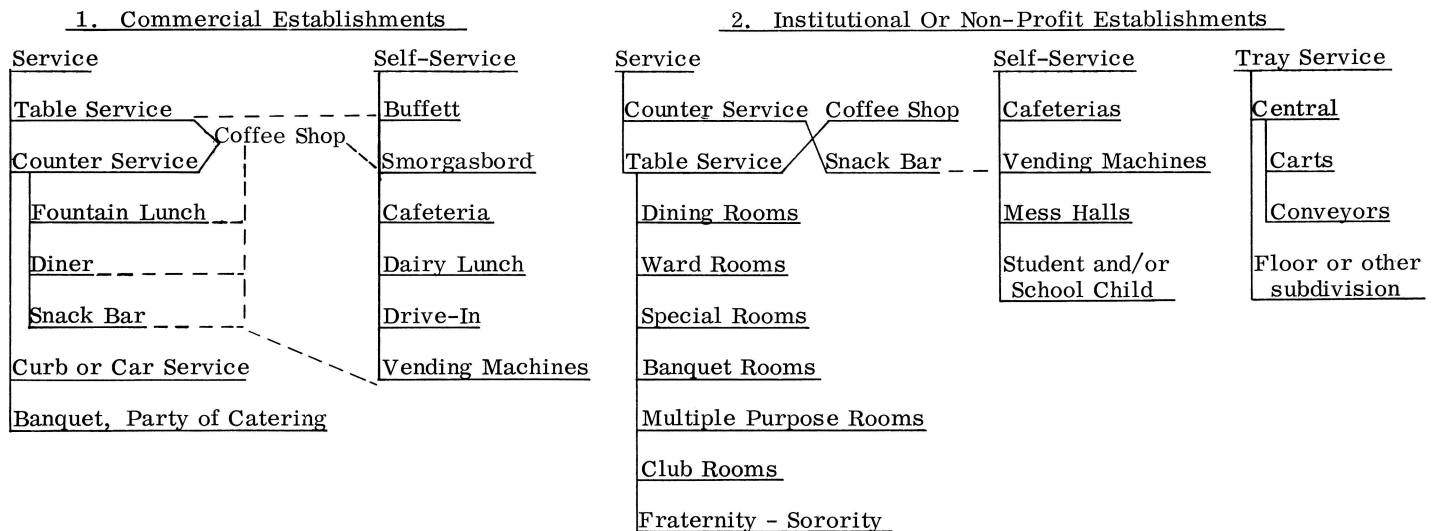 1. Commercial Establishments
Service
Table Service
Counter Service
Fountain Lunch
Diner
Snack Bar
Curb or Car Service
Banquet, Party of Catering
Coffee Shop
Self-Service
Buffett
Smorgasbord
Cafeteria
Dairy Lunch
Drive-In
Vending Machines
2. Institutional Or Non-Profit Establishments
Service
Counter Service
Table Service
Dining Rooms
Ward Rooms
Special Rooms
Banquet Rooms
Multiple Purpose Rooms
Club Rooms
Fraternity - Sorority
Coffee Shop
Snack Bar
Self-Service
Cafeterias
Vending Machines
Mess Halls
Student and/or
School Child
Tray Service
Central
Carts
Conveyors
Floor or other
subdivision